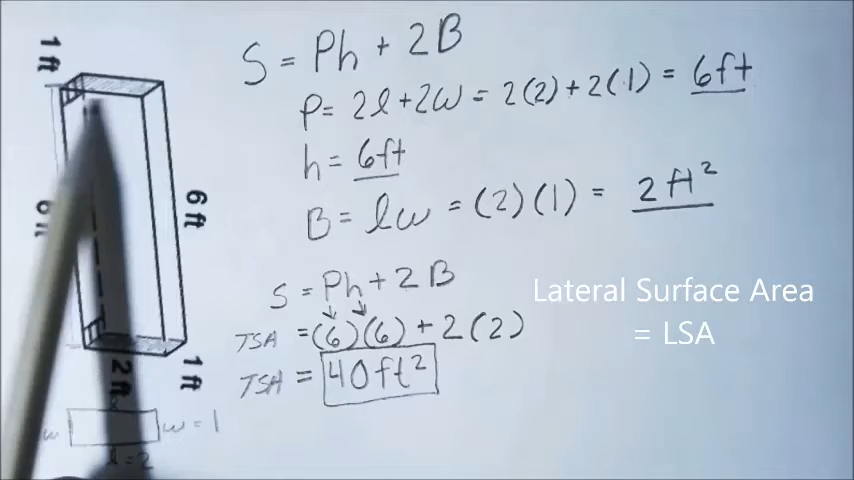 S = Ph + 2B
P = 2l + 2w = 2(2) + 2(1) = 6ft
h = 6ft
B = lw = (2)(1) = 2ft²
S = Ph + 2B
TSA = (6)(6) + 2(2)
TSA = 40ft²
Lateral Surface Area
= LSA
1 ft
6 ft
6
2 ft
1 ft
w
w = 1
l = 2